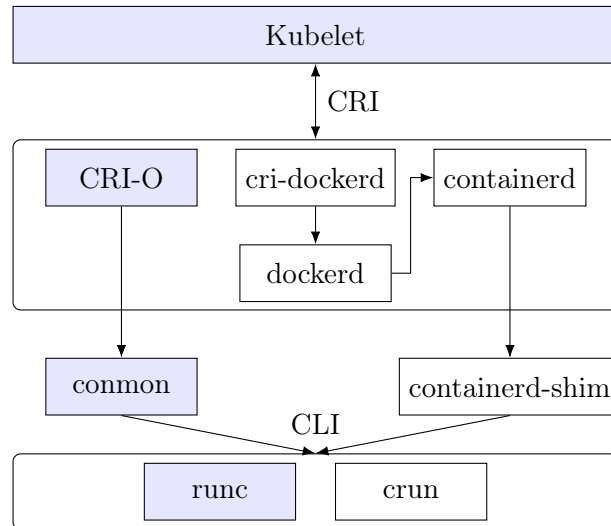 Kubelet
CRI
CRI-O
cri-dockerd
containerd
dockerd
conmon
containerd-shim
CLI
runc
crun